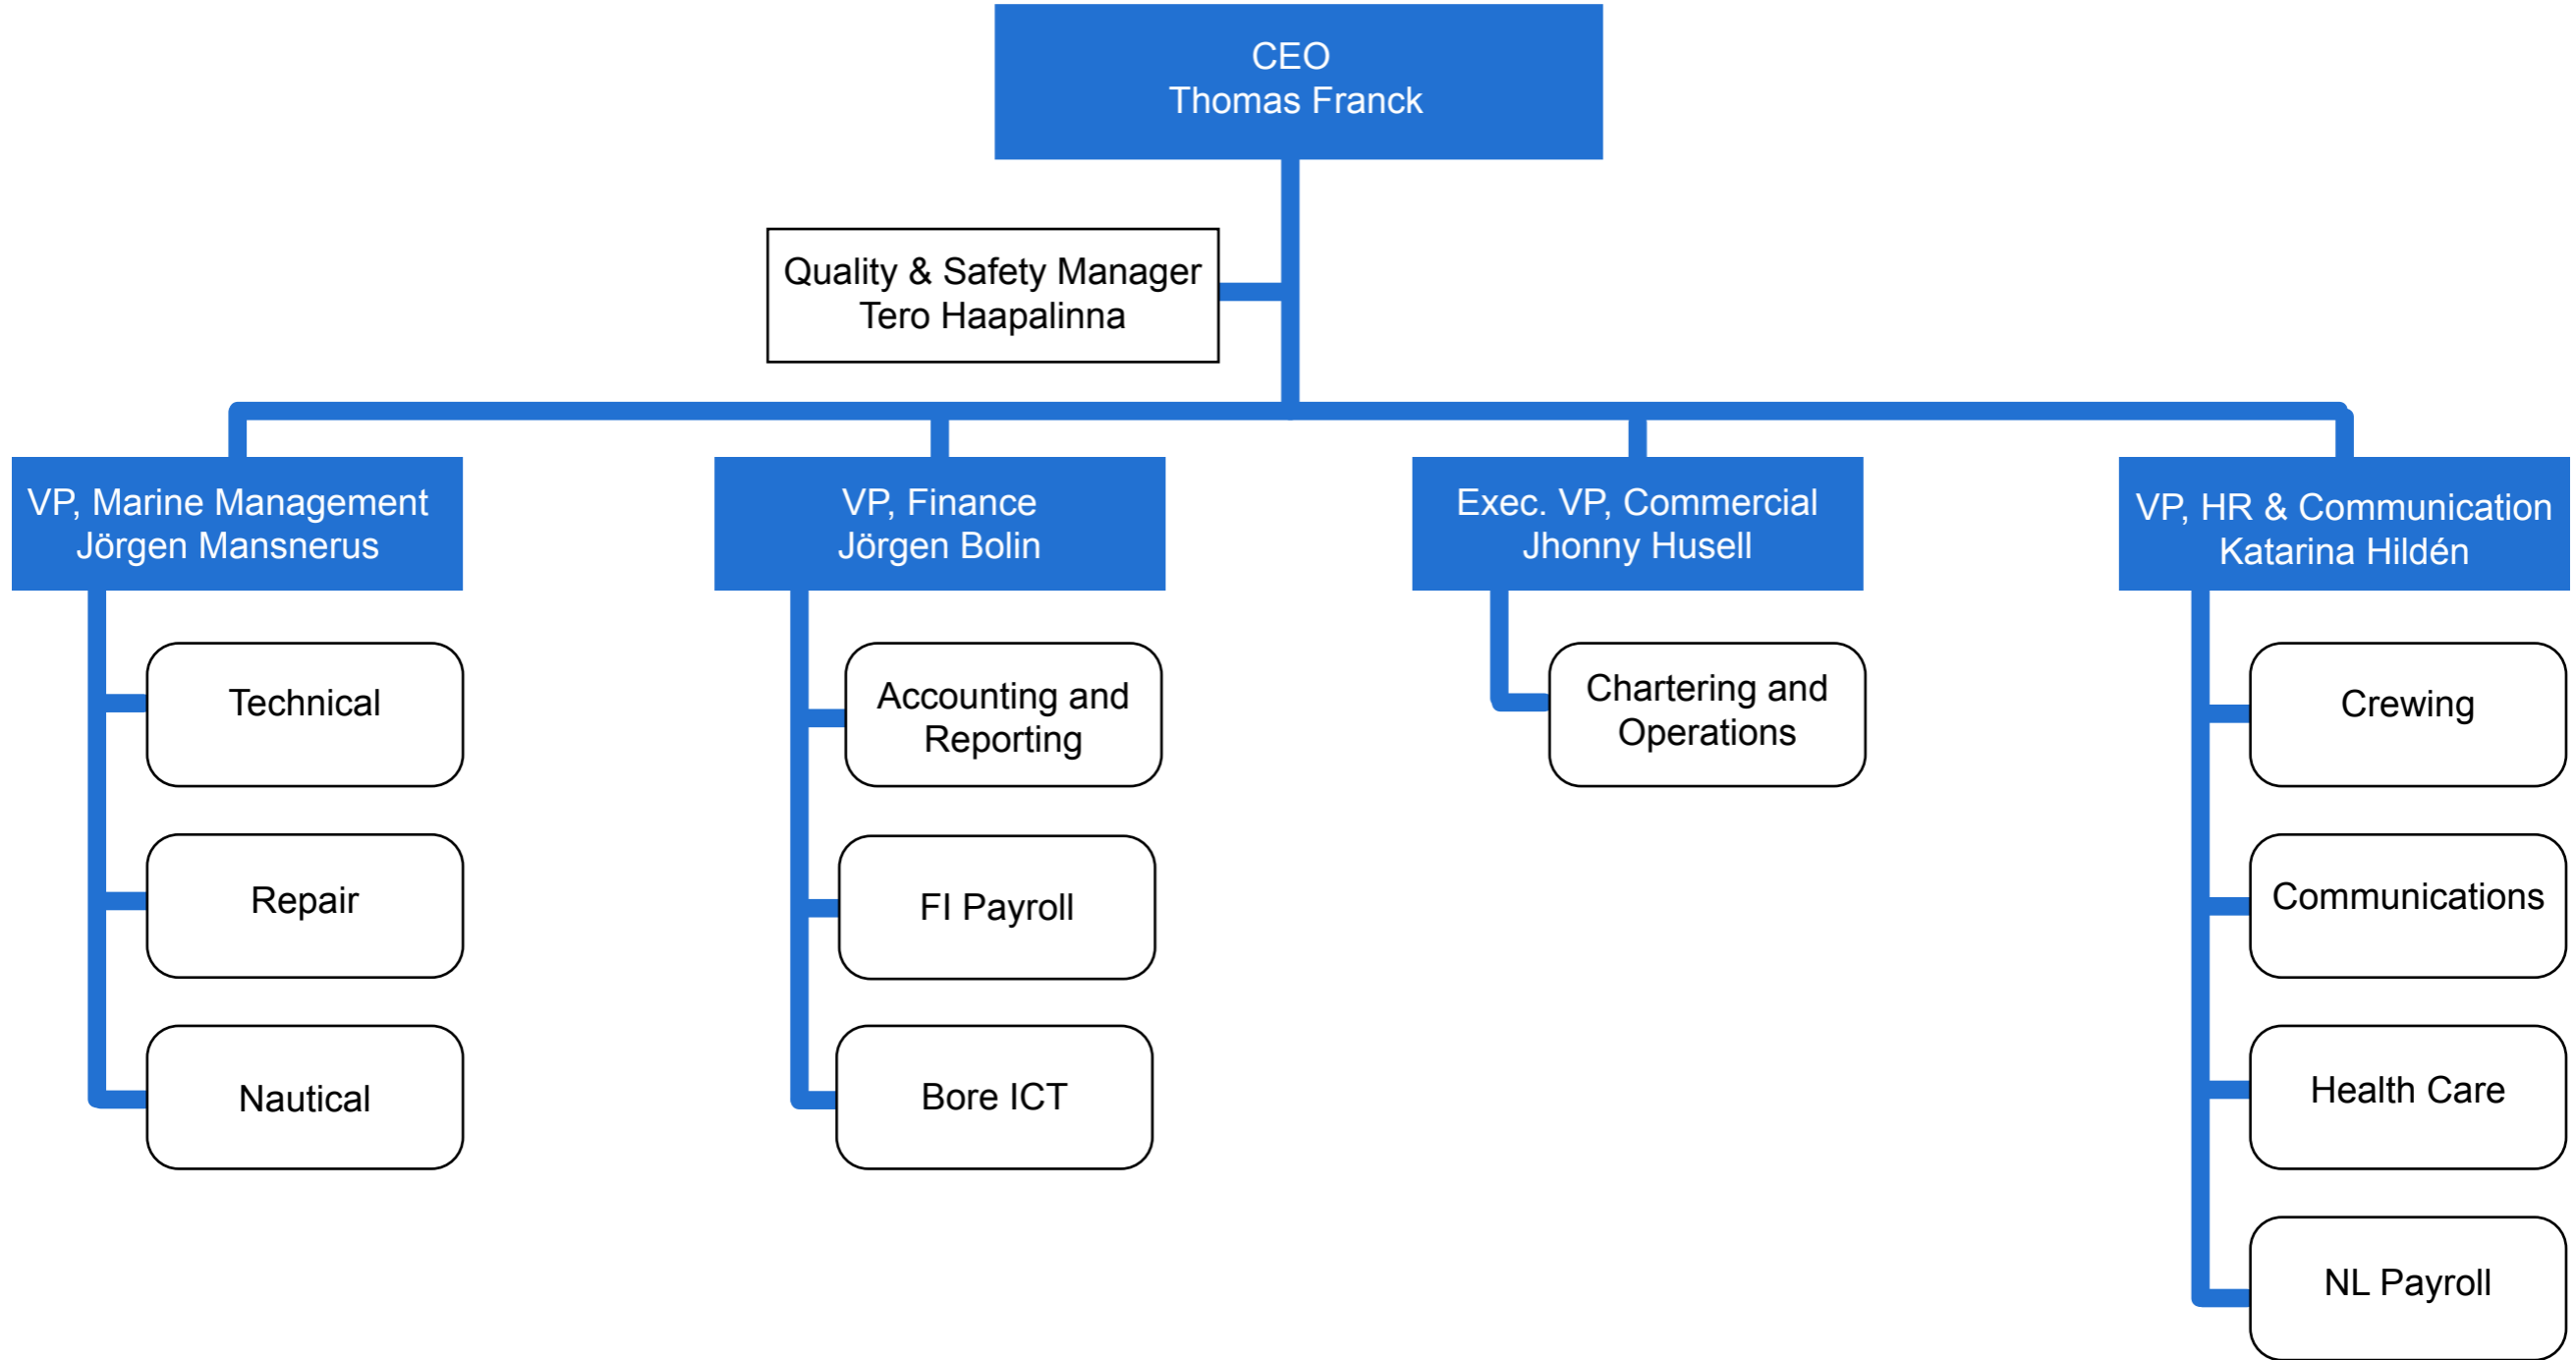 CEO
Thomas Franck
Quality & Safety Manager
Tero Haapalinna
VP, Marine Management
Jörgen Mansnerus
VP, Finance
Jörgen Bolin
Exec. VP, Commercial
Jhonny Husell
VP, HR & Communication
Katarina Hildén
Technical
Repair
Nautical
Accounting and
Reporting
FI Payroll
Bore ICT
Chartering and
Operations
Crewing
Communications
Health Care
NL Payroll